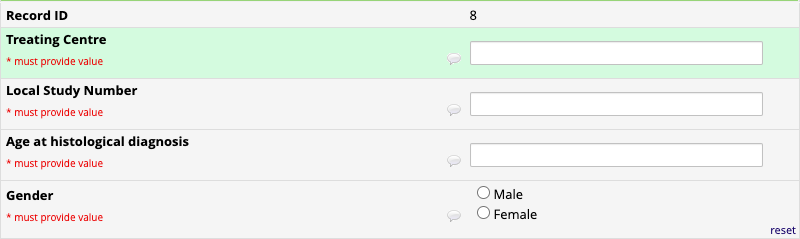 Record ID 8
Treating Centre
* must provide value
Local Study Number
* must provide value
Age at histological diagnosis
* must provide value
Gender
Male
* must provide value
Female
reset